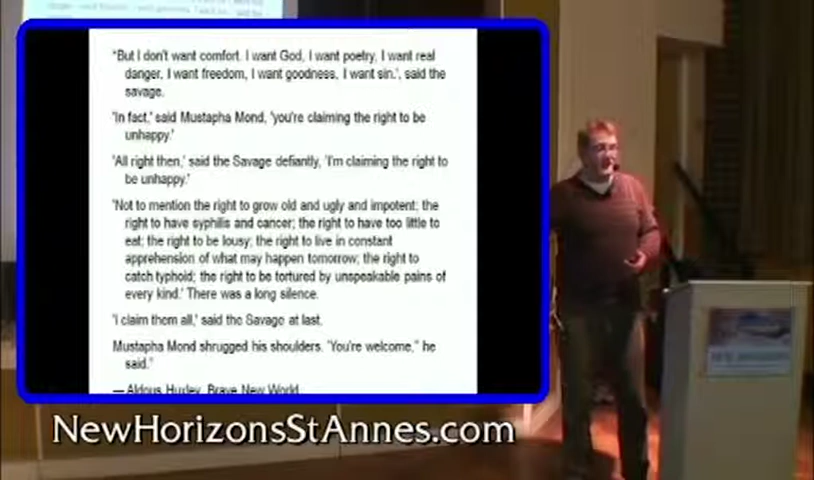 "But I don't want comfort. I want God, I want poetry, I want real
danger, I want freedom, I want goodness, I want sin.', said the
savage.
'In fact,' said Mustapha Mond, 'you're claiming the right to be
unhappy.'
'All right then,' said the Savage defiantly, 'I'm claiming the right to
be unhappy.'
'Not to mention the right to grow old and ugly and impotent; the
right to have syphilis and cancer; the right to have too little to
eat; the right to be lousy; the right to live in constant
apprehension of what may happen tomorrow; the right to
catch typhoid; the right to be tortured by unspeakable pains of
every kind.' There was a long silence.
'I claim them all,' said the Savage at last.
Mustapha Mond shrugged his shoulders. 'You're welcome," he
said."
— Aldous Huxley, Brave New World
NewHorizonsStAnnes.com